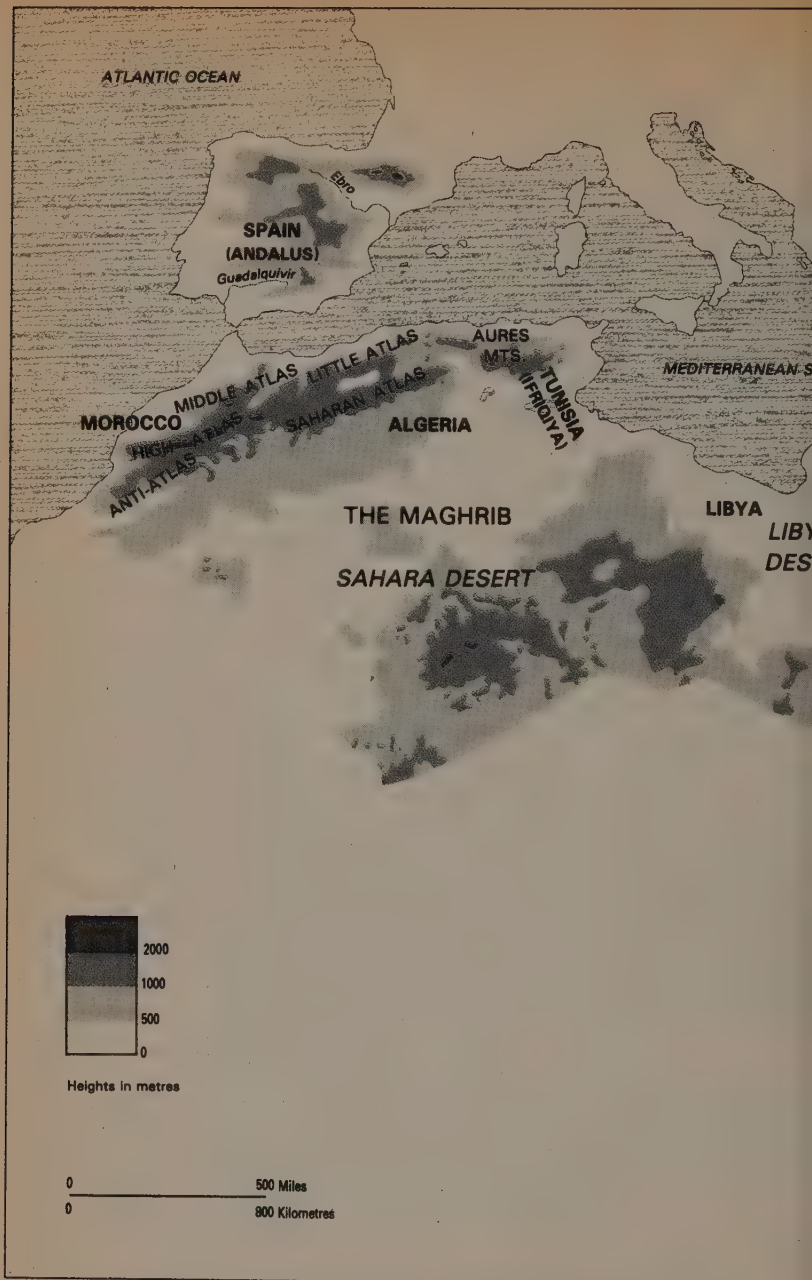 ATLANTIC OCEAN
Ebro
SPAIN
(ANDALUS)
Guadalquivir
AURES
MTS.
LITTLE ATLAS
MIDDLE ATLAS
MEDITERRANEAN S
TUNISIA
(IFRIQIYA)
SAHARAN ATLAS
MOROCCO
ALGERIA
HIGH ATLAS
ANTI-ATLAS
THE MAGHRIB
LIBYA
LIBY
DES
SAHARA DESERT
2000
1000
500
0
Heights in metres
0 500 Miles
0 800 Kilometres